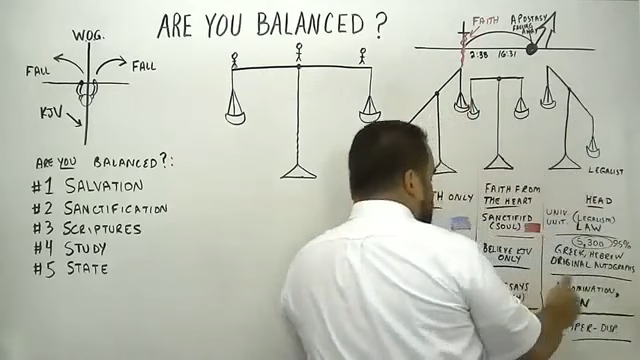 ARE YOU BALANCED?
WOG.
FALL
FALL
KJV
ARE YOU BALANCED?:
#1 SALVATION
#2 SANCTIFICATION
#3 SCRIPTURES
#4 STUDY
#5 STATE
FAITH
APOSTASY
FALLING
AWAY
2:38
16:31
LEGALIST
ONLY
FAITH FROM
THE HEART
SANCTIFIED
(SOUL)
BELIEVE KJV
ONLY
SAYS
HEAD
UNIV. (LEGALISM)
UNIT. LAW
5,300 95%
GREEK, HEBREW
ORIGINAL AUTOGRAPHS